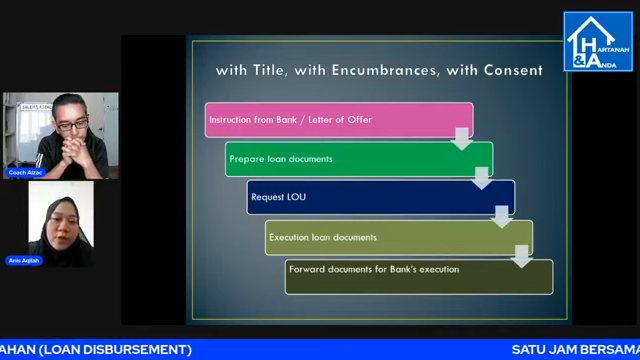 HARTANAH
& ANDA
with Title, with Encumbrances, with Consent
Instruction from Bank / Letter of Offer
Prepare loan documents
Request LOU
Execution loan documents
Forward documents for Bank's execution
Coach Aizac
Anis Aqilah
AHAN (LOAN DISBURSEMENT)
SATU JAM BERSAMA